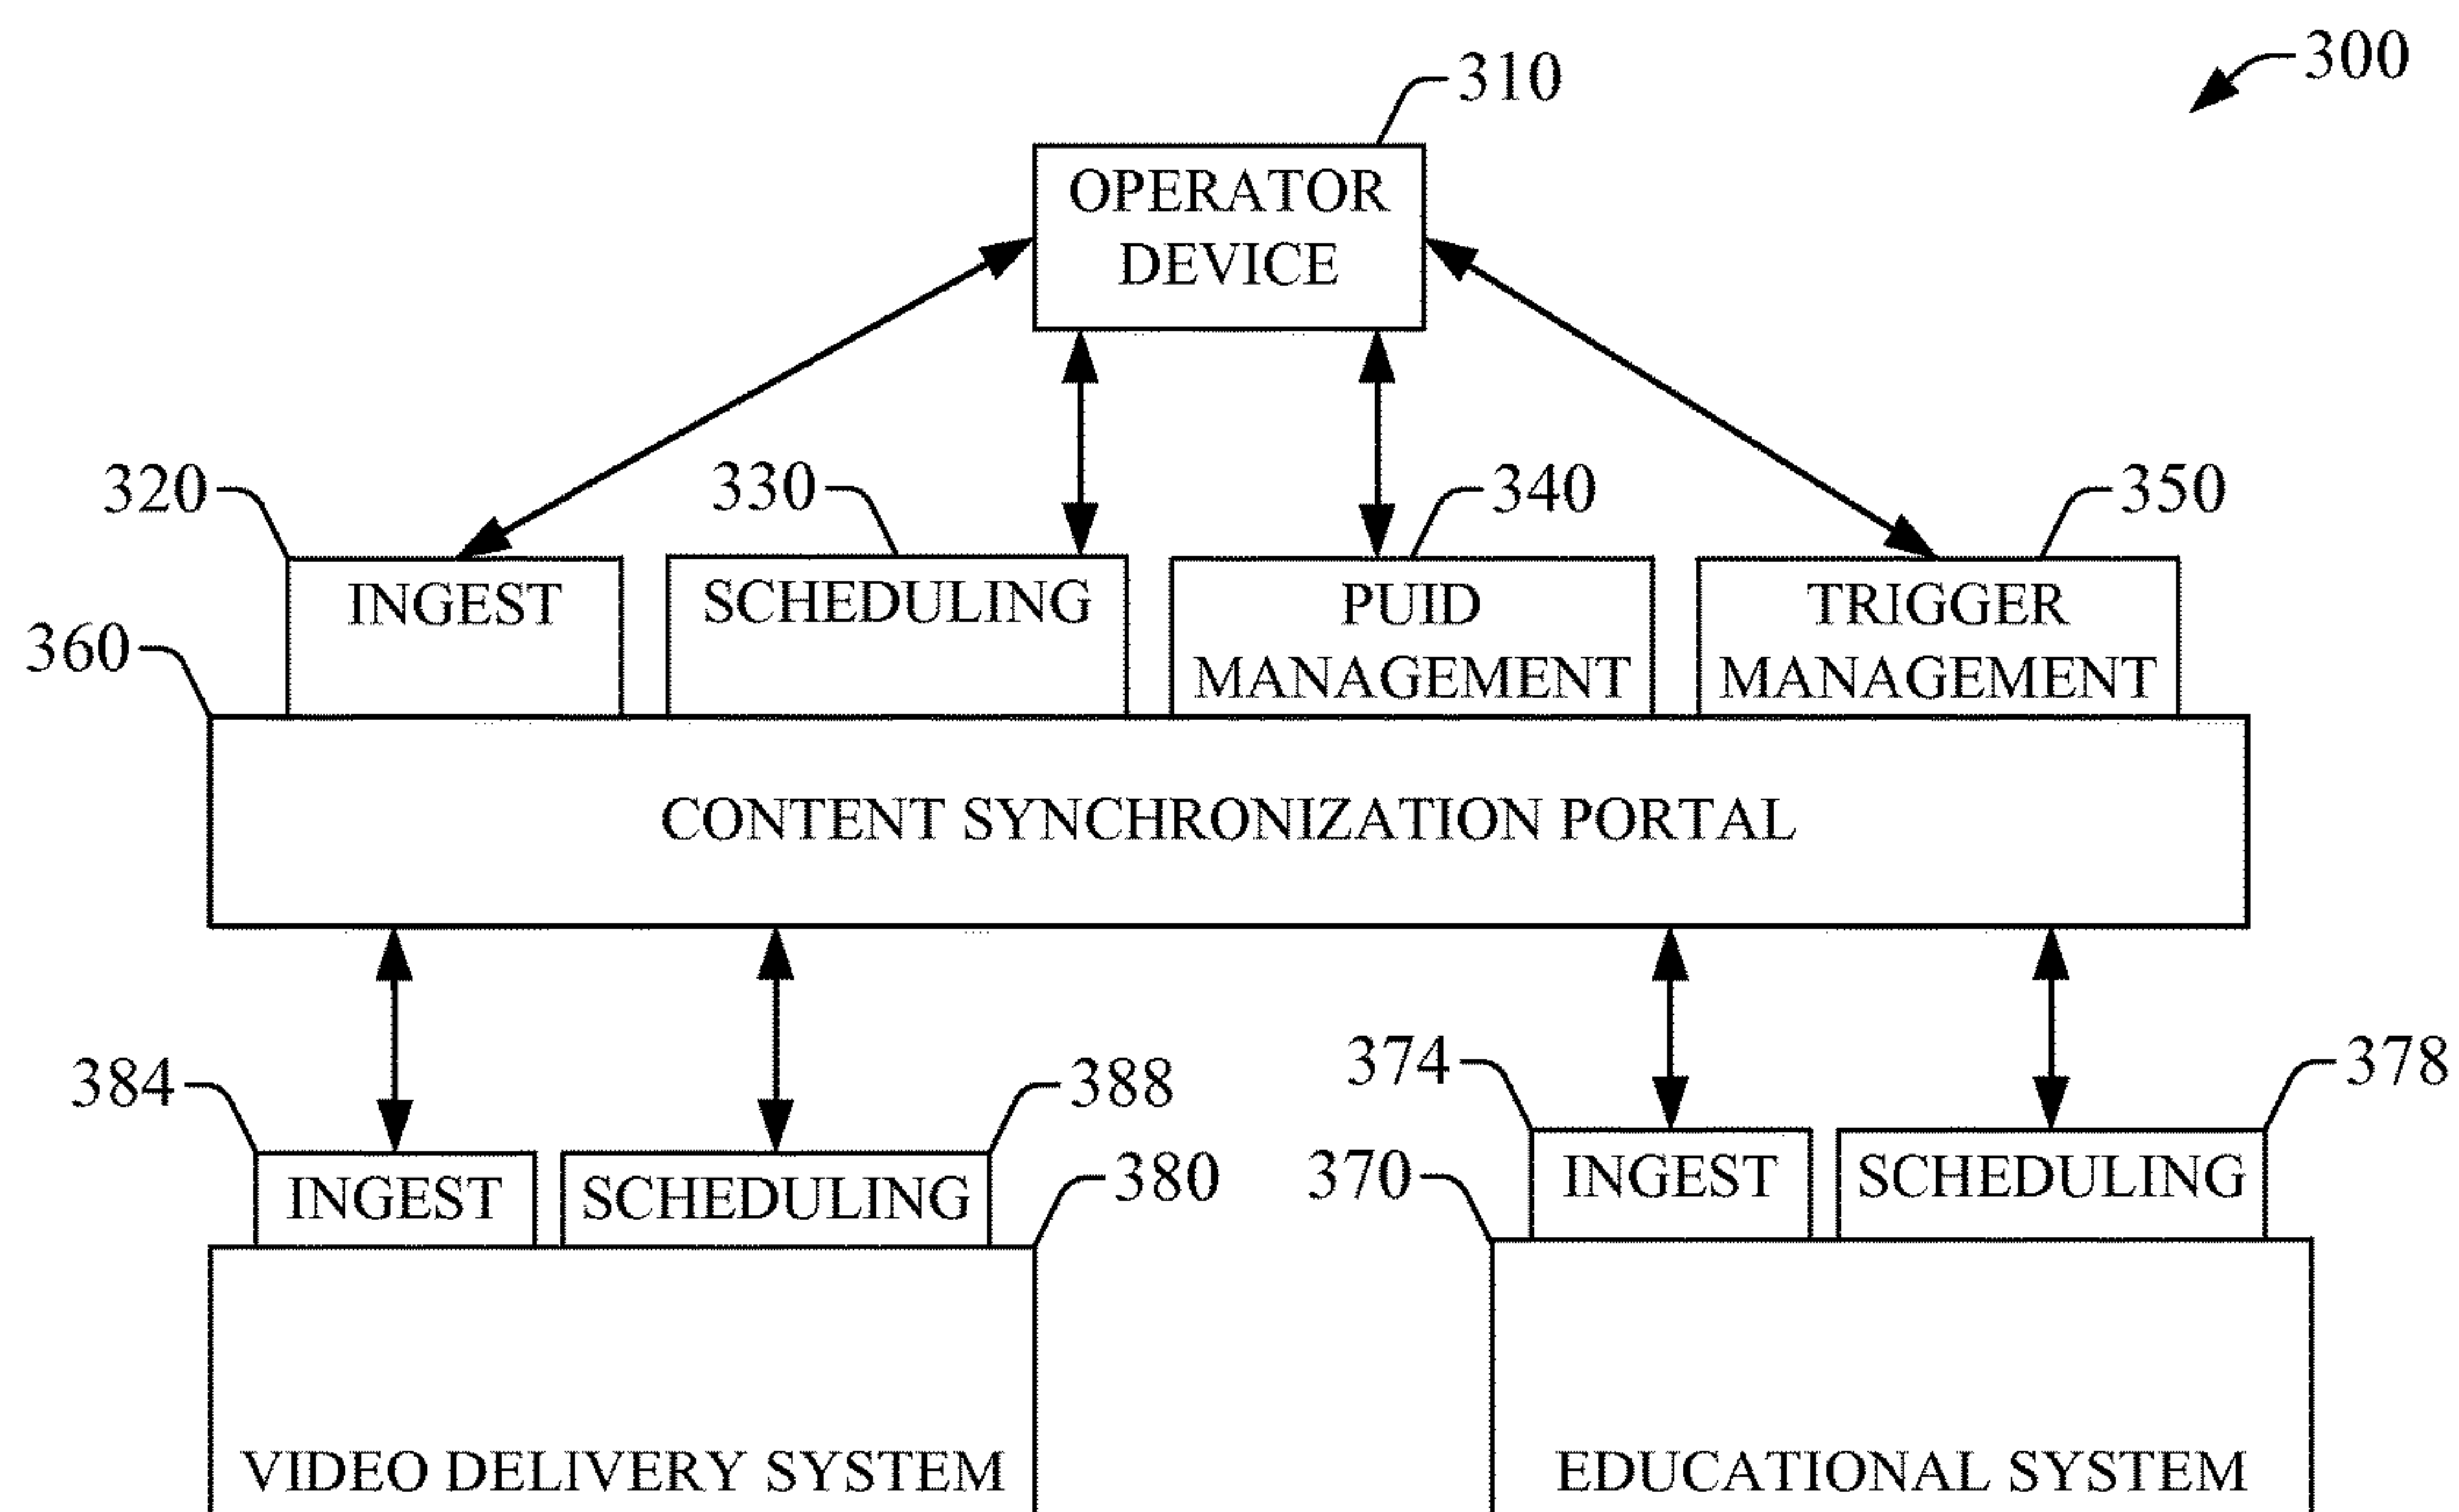 300
310
OPERATOR
DEVICE
320
330
340
350
INGEST
SCHEDULING
PUID
MANAGEMENT
TRIGGER
MANAGEMENT
360
CONTENT SYNCHRONIZATION PORTAL
384
388
374
378
INGEST
SCHEDULING
380
370
INGEST
SCHEDULING
VIDEO DELIVERY SYSTEM
EDUCATIONAL SYSTEM